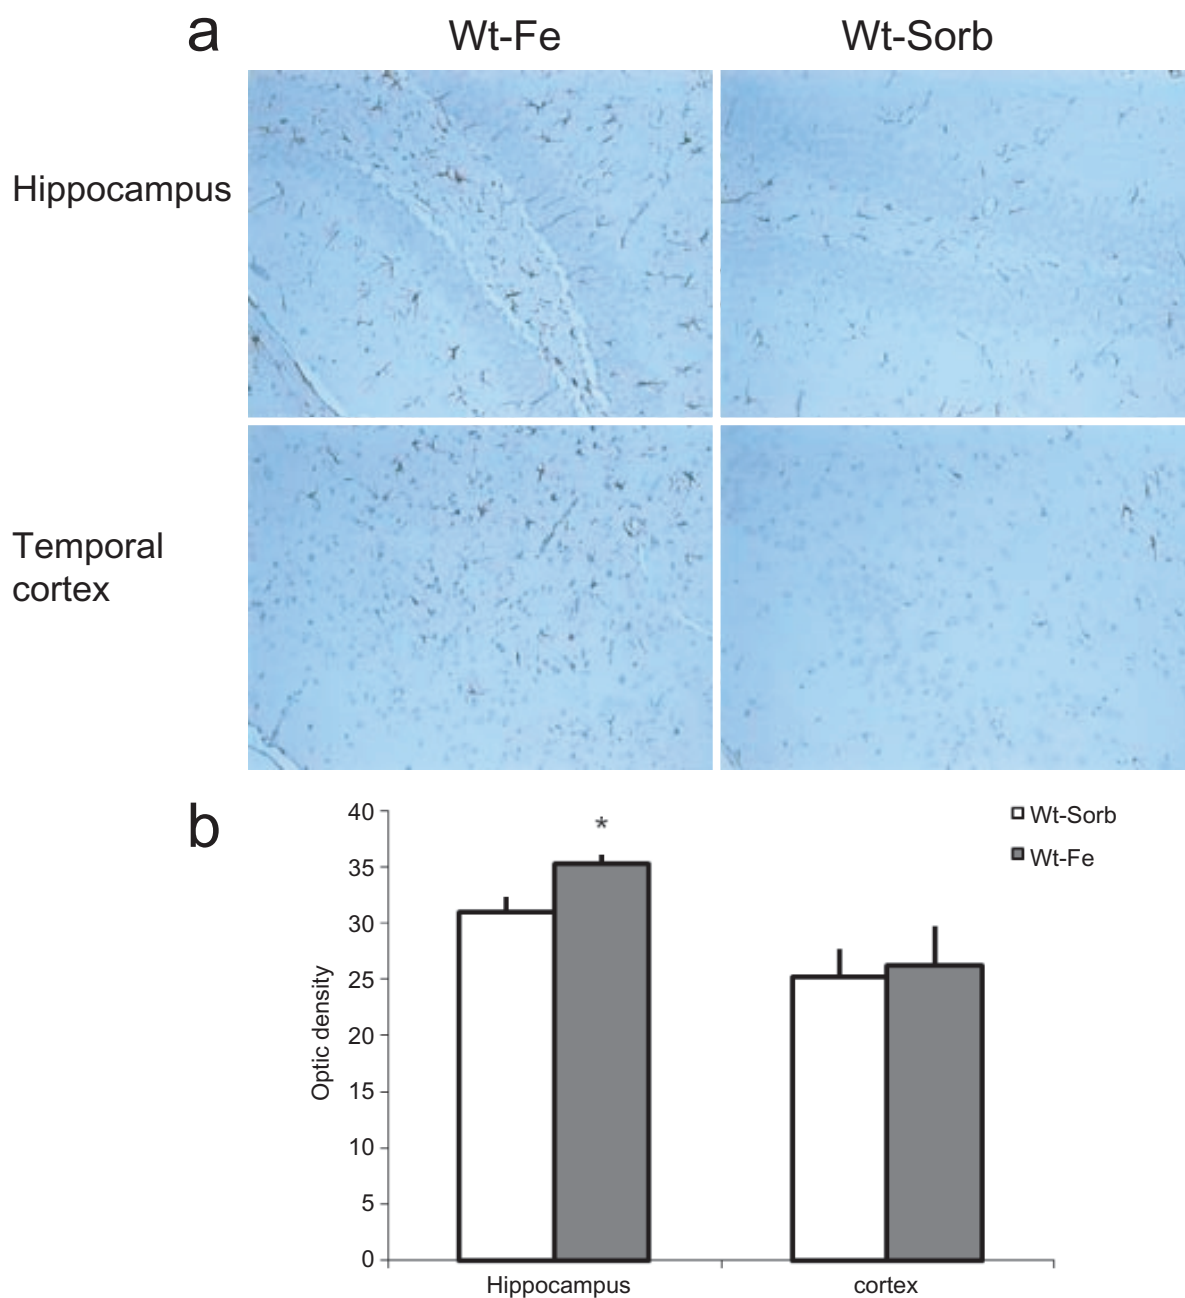 a
Wt-Fe
Wt-Sorb
Hippocampus
Temporal
cortex
b
40
35
30
25
20
15
10
5
0
Optic density
*
Wt-Sorb
Wt-Fe
Hippocampus
cortex